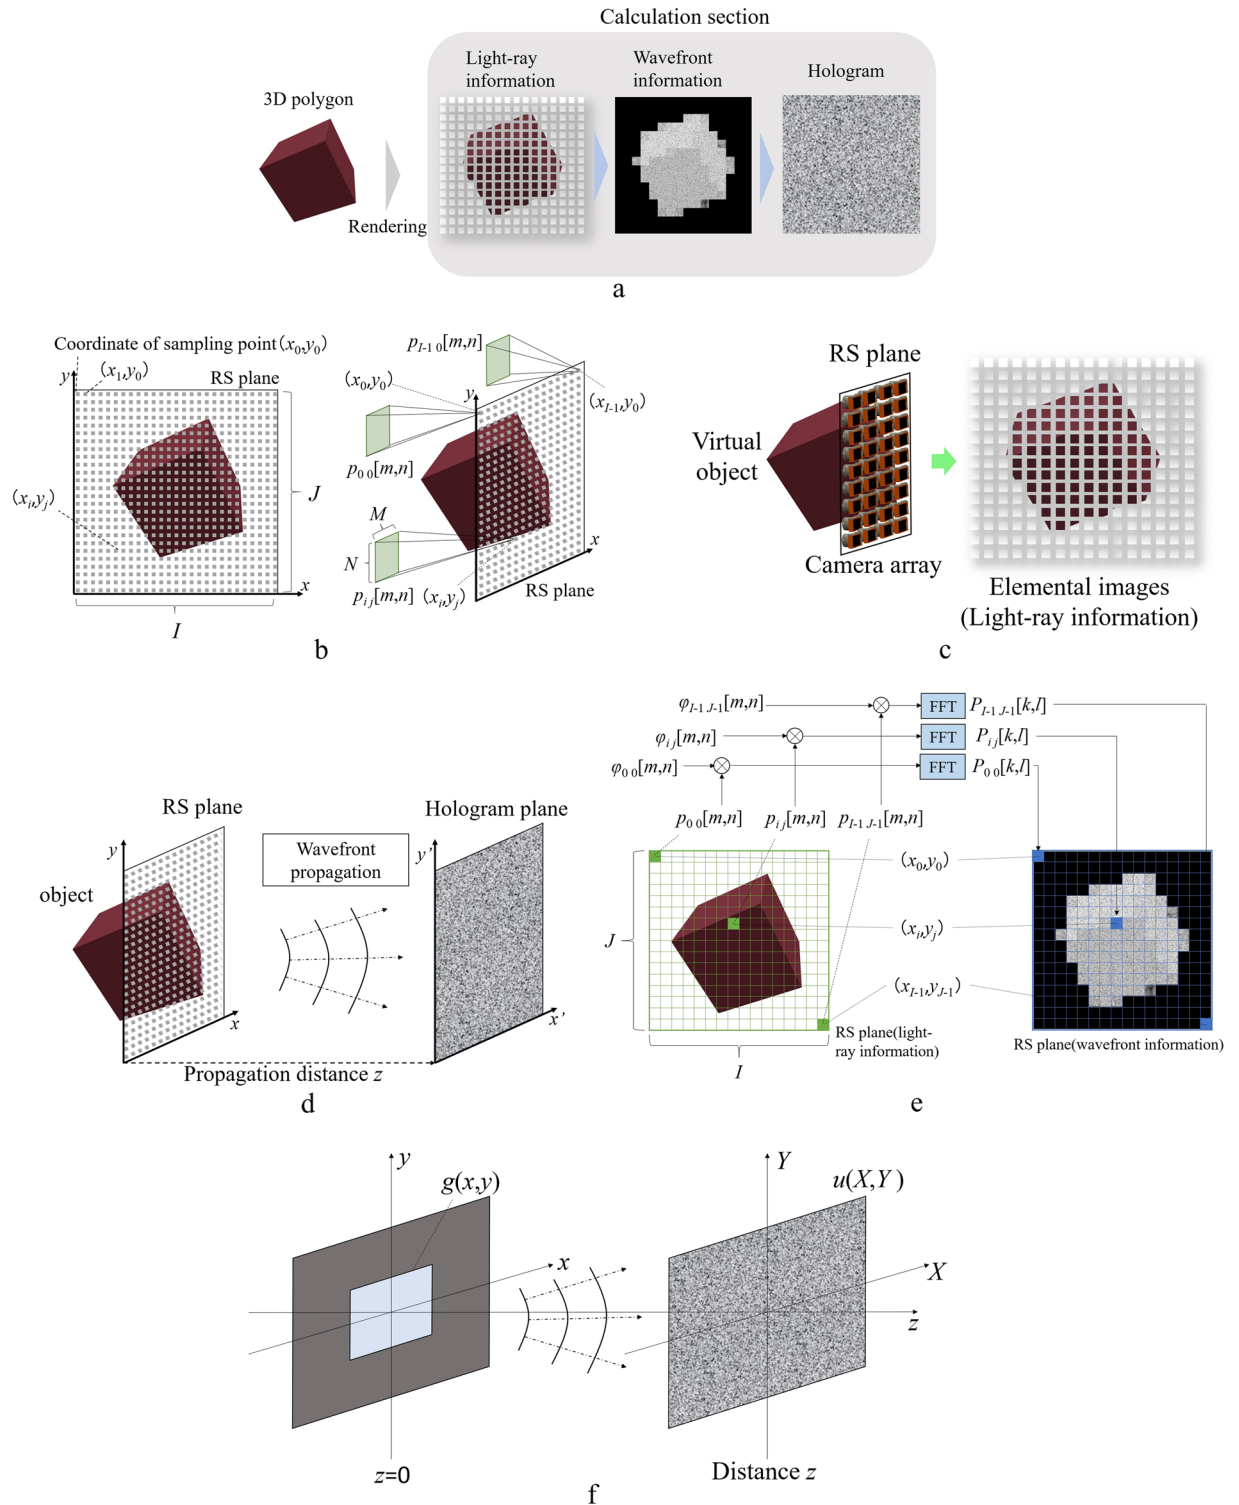 Calculation section
Light-ray
information
Wavefront
information
Hologram
3D polygon
Rendering
a
Coordinate of sampling point(x0,y0)
(x1,y0)
RS plane
y
(xi,yj)
J
x
I
pI-1 0[m,n]
(x0,y0)
y
(xI-1,y0)
p0 0[m,n]
M
N
x
pi j[m,n]
(xi,yj)
RS plane
b
RS plane
Virtual
object
Camera array
Elemental images
(Light-ray information)
c
RS plane
Hologram plane
y
y'
Wavefront
propagation
object
x
x'
Propagation distance z
d
φI-1 J-1[m,n]
FFT
PI-1 J-1[k,l]
φi j[m,n]
FFT
Pi j[k,l]
φ0 0[m,n]
FFT
P0 0[k,l]
p0 0[m,n]
pi j[m,n]
pI-1 J-1[m,n]
(x0,y0)
J
(xi,yj)
(xI-1,yJ-1)
RS plane(light-
ray information)
RS plane(wavefront information)
I
e
y
Y
g(x,y)
u(X,Y)
x
X
z
z=0
Distance z
f